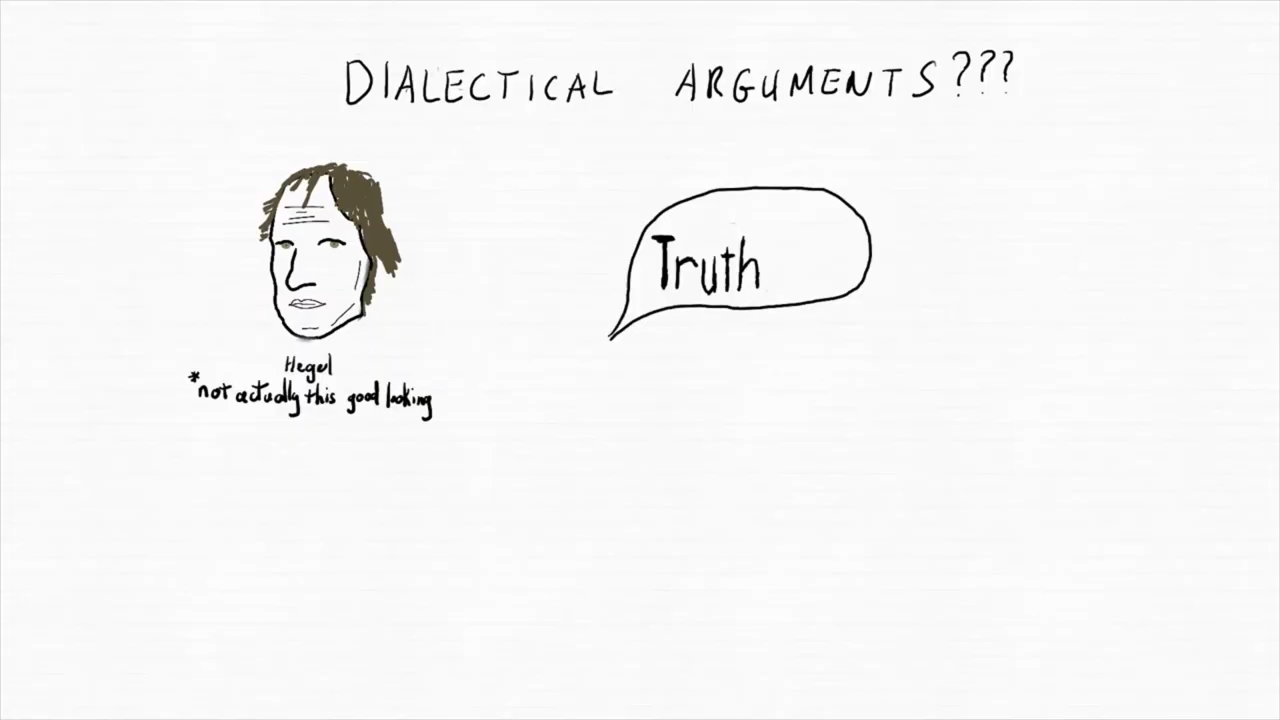 DIALECTICAL ARGUMENTS???
Truth
Hegel
*not actually this good looking